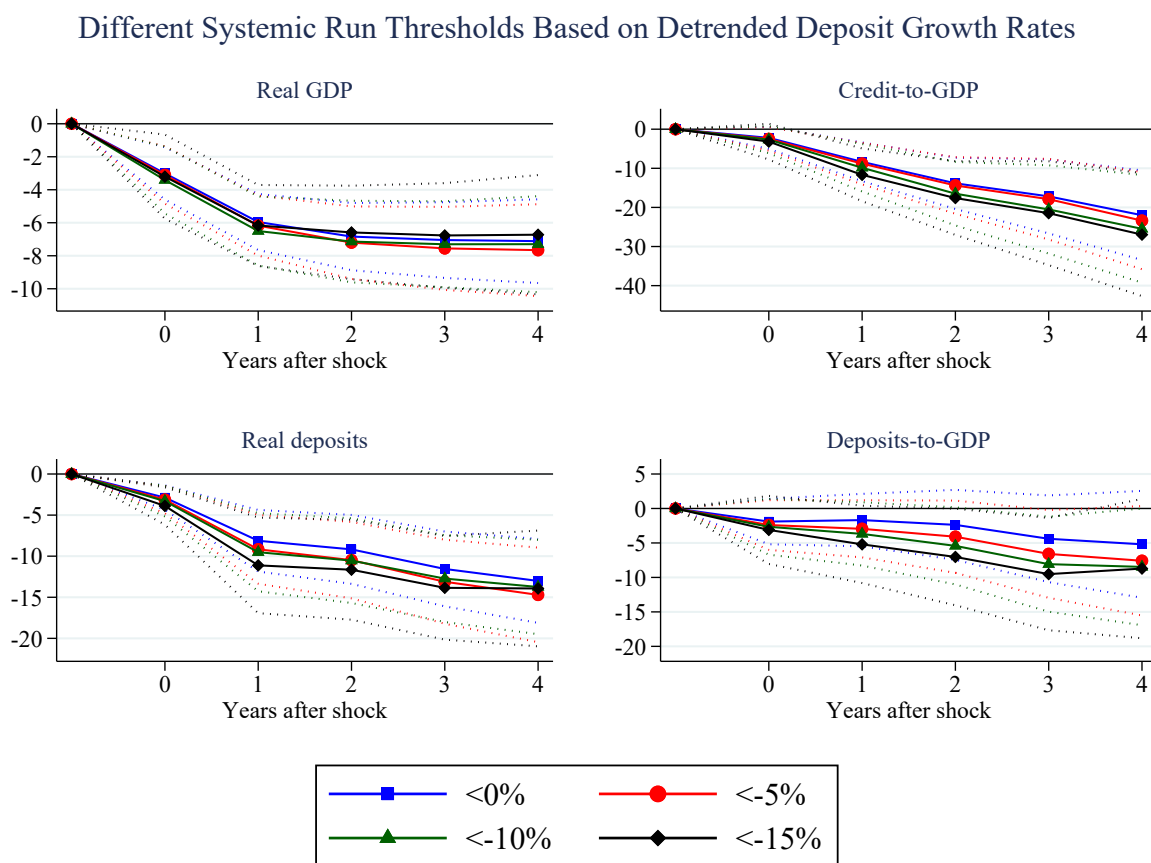 Different Systemic Run Thresholds Based on Detrended Deposit Growth Rates
Real GDP
0
-2
-4
-6
-8
-10
0 1 2 3 4
Years after shock
Credit-to-GDP
0
-10
-20
-30
-40
0 1 2 3 4
Years after shock
Real deposits
0
-5
-10
-15
-20
0 1 2 3 4
Years after shock
Deposits-to-GDP
5
0
-5
-10
-15
-20
0 1 2 3 4
Years after shock
<0% <-5%
<-10% <-15%